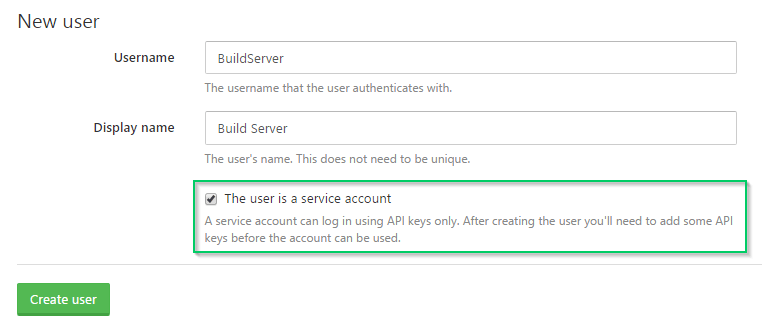 New user
Username
BuildServer
The username that the user authenticates with.
Display name
Build Server
The user's name. This does not need to be unique.
The user is a service account
A service account can log in using API keys only. After creating the user you'll need to add some API
keys before the account can be used.
Create user